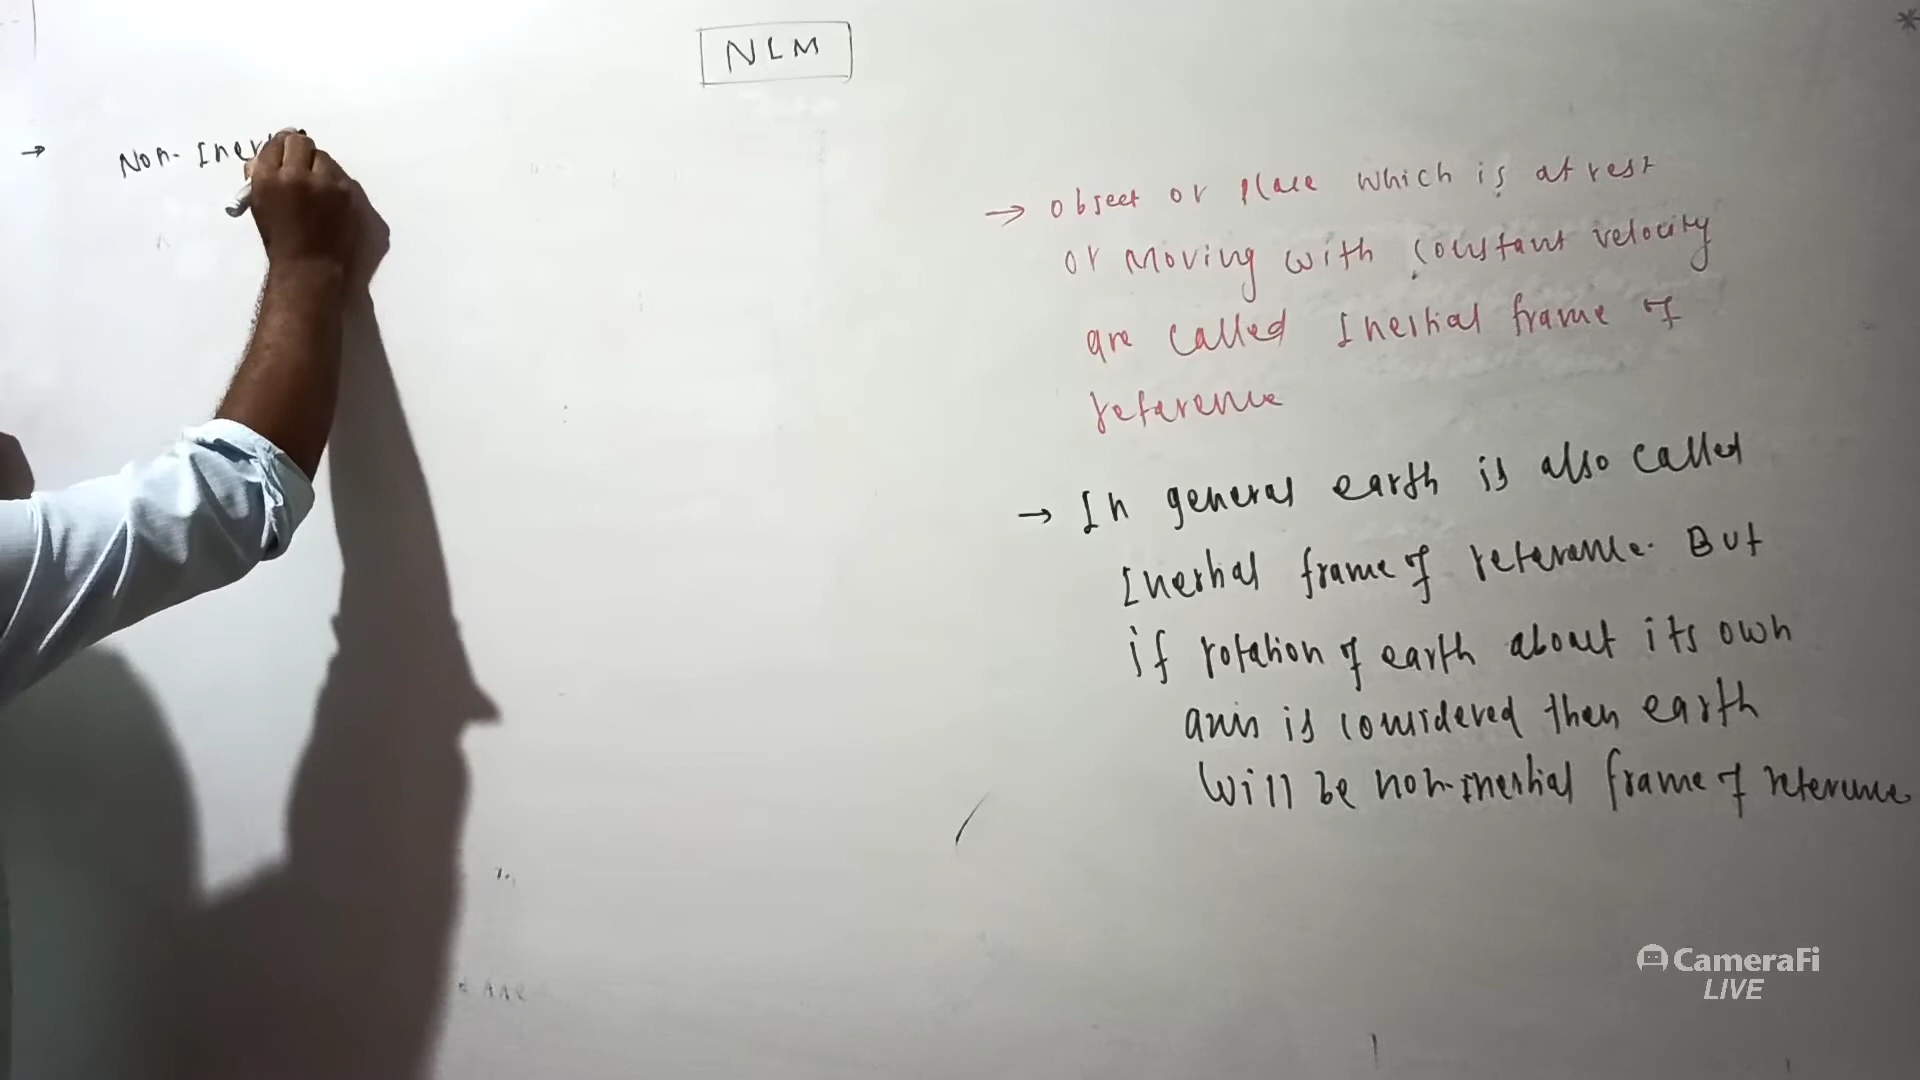 NLM
→ Non-Iner
→ object or place which is at rest
or moving with constant velocity
are called Inertial frame of
reference
→ In general earth is also called
Inertial frame of reference. But
if rotation of earth about its own
axis is considered then earth
will be non-inertial frame of reference
CameraFi
LIVE